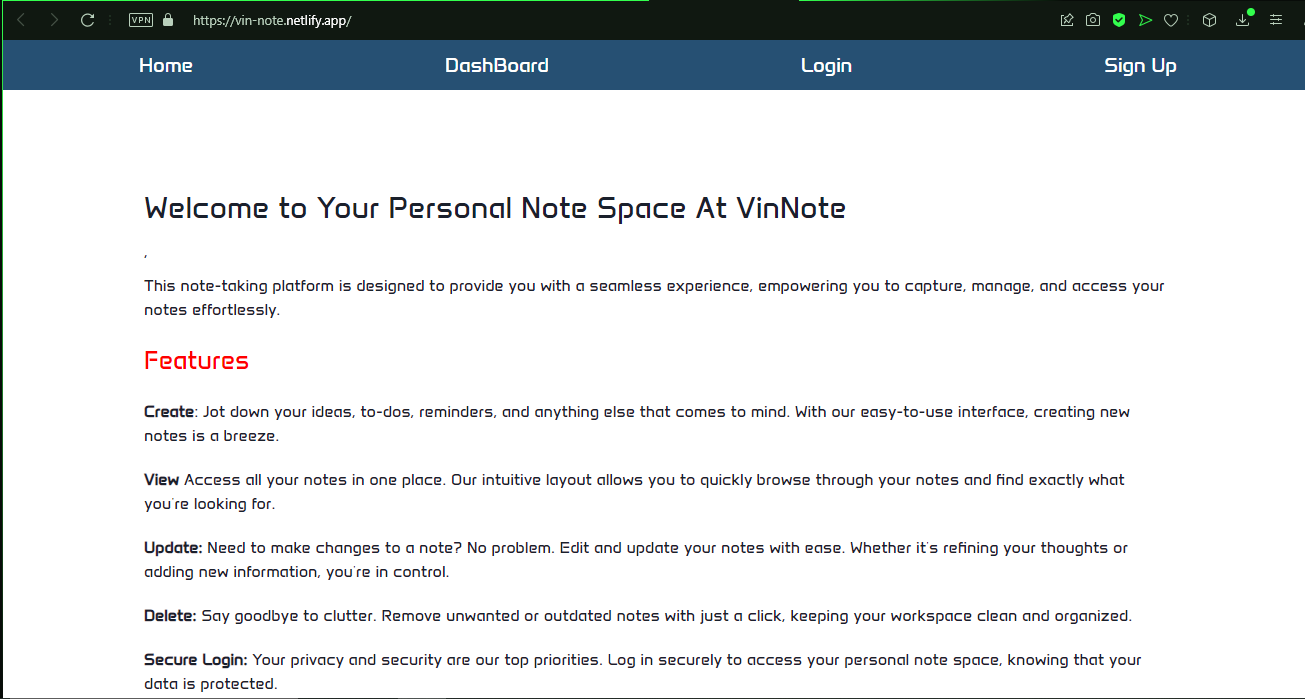 VPN https://vin-note.netlify.app/
Home DashBoard Login Sign Up
Welcome to Your Personal Note Space At VinNote
,
This note-taking platform is designed to provide you with a seamless experience, empowering you to capture, manage, and access your
notes effortlessly.
Features
Create: Jot down your ideas, to-dos, reminders, and anything else that comes to mind. With our easy-to-use interface, creating new
notes is a breeze.
View Access all your notes in one place. Our intuitive layout allows you to quickly browse through your notes and find exactly what
you're looking for.
Update: Need to make changes to a note? No problem. Edit and update your notes with ease. Whether it's refining your thoughts or
adding new information, you're in control.
Delete: Say goodbye to clutter. Remove unwanted or outdated notes with just a click, keeping your workspace clean and organized.
Secure Login: Your privacy and security are our top priorities. Log in securely to access your personal note space, knowing that your
data is protected.